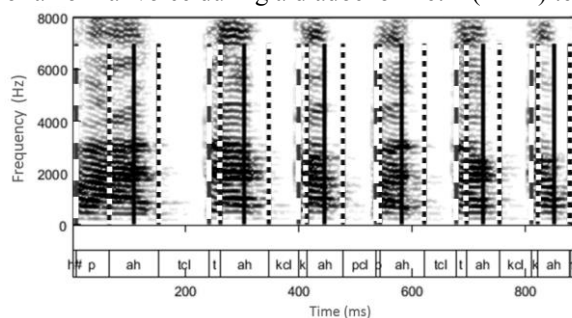 8000
6000
4000
2000
0
Frequency (Hz)
h# p ah tcl t ah kcl k ah pcl p ah tcl t ah kcl k ah
200 400 600 800
Time (ms)